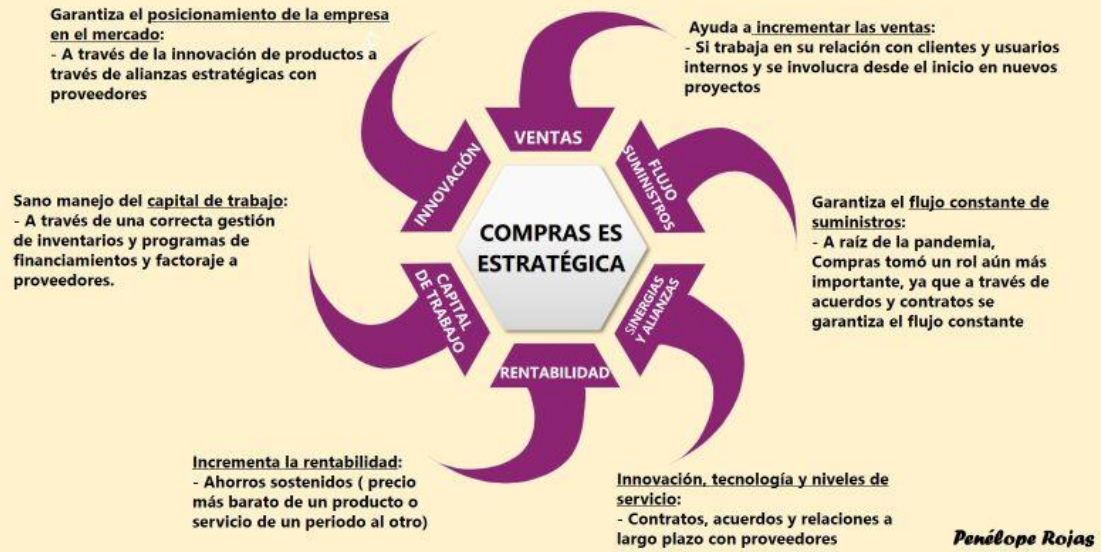 Garantiza el posicionamiento de la empresa
en el mercado:
- A través de la innovación de productos a
través de alianzas estratégicas con
proveedores
Ayuda a incrementar las ventas:
- Si trabaja en su relación con clientes y usuarios
internos y se involucra desde el inicio en nuevos
proyectos
VENTAS
INNOVACIÓN
FLUJO
SUMINISTROS
Sano manejo del capital de trabajo:
- A través de una correcta gestión
de inventarios y programas de
financiamientos y factoraje a
proveedores.
COMPRAS ES
ESTRATÉGICA
Garantiza el flujo constante de
suministros:
- A raíz de la pandemia,
Compras tomó un rol aún más
importante, ya que a través de
acuerdos y contratos se
garantiza el flujo constante
CAPITAL
DE TRABAJO
SINERGIAS
Y ALIANZAS
RENTABILIDAD
Incrementa la rentabilidad:
- Ahorros sostenidos ( precio
más barato de un producto o
servicio de un periodo al otro)
Innovación, tecnología y niveles de
servicio:
- Contratos, acuerdos y relaciones a
largo plazo con proveedores
Penélope Rojas